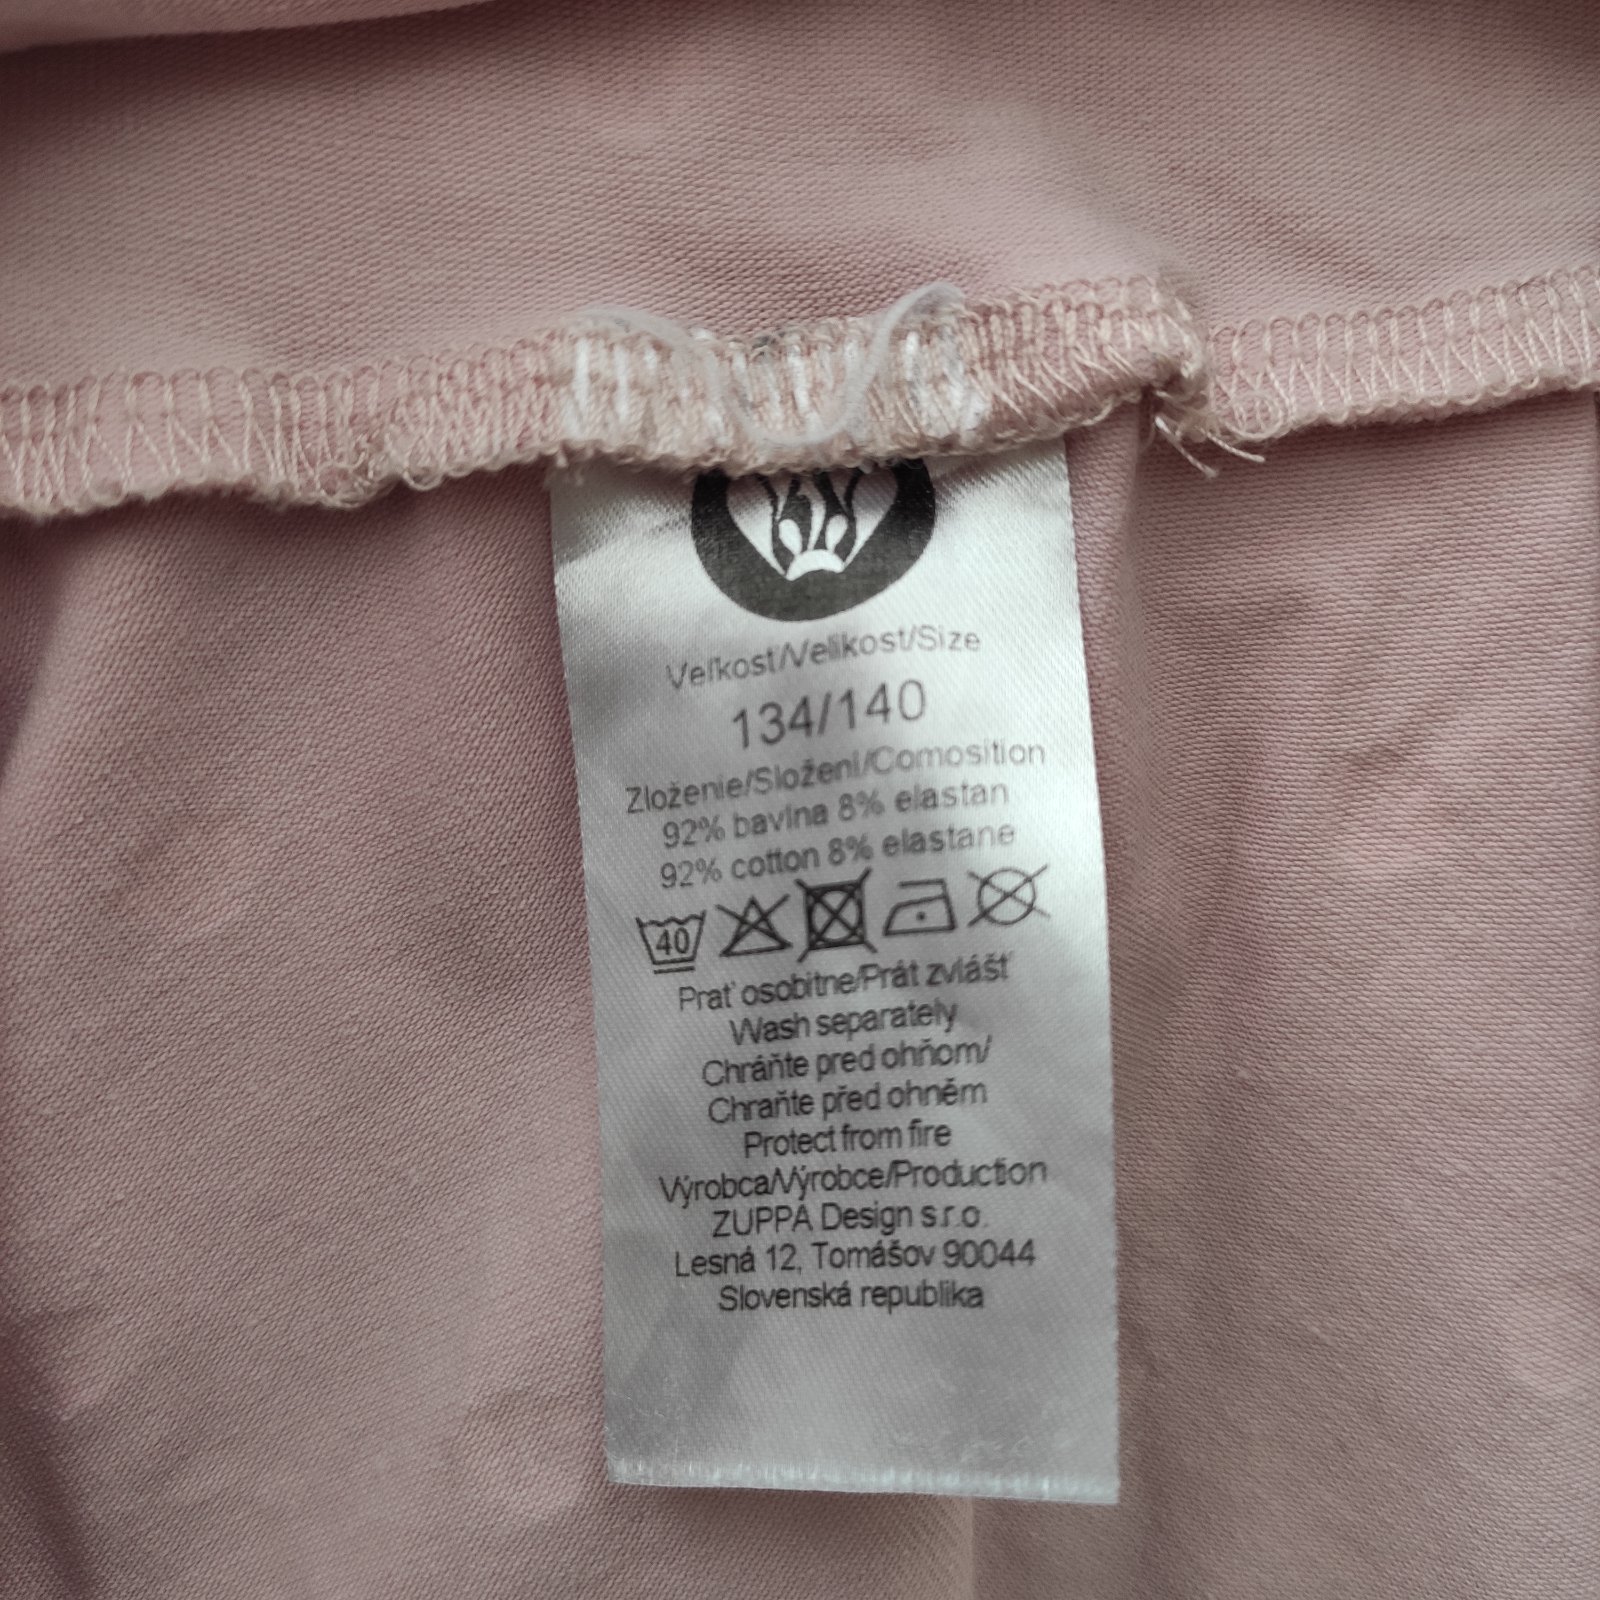 Veľkosť/Velikost/Size
134/140
Zloženie/Složení/Comosition
92% bavlna 8% elastan
92% cotton 8% elastane
40
Prať osobitne/Prát zvlášť
Wash separately
Chráňte pred ohňom/
Chraňte před ohněm
Protect from fire
Výrobca/Výrobce/Production
ZUPPA Design s.r.o.
Lesná 12, Tomášov 90044
Slovenská republika